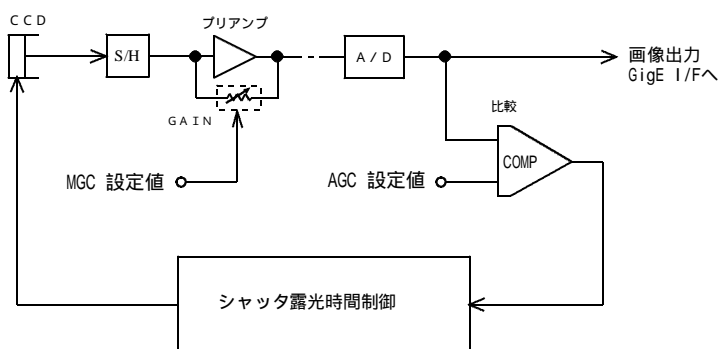 ＣＣＤ
プリアンプ
S/H
Ａ/Ｄ
画像出力
GigE I/Fへ
ＧＡＩＮ
比較
COMP
MGC 設定値
AGC 設定値
シャッタ露光時間制御